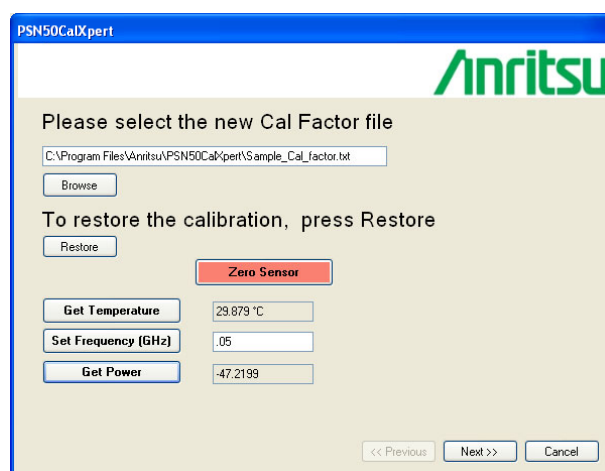 PSN50CalXpert
Anritsu
Please select the new Cal Factor file
C:\Program Files\Anritsu\PSN50CalXpert\Sample_Cal_factor.txt
Browse
To restore the calibration, press Restore
Restore
Zero Sensor
Get Temperature 29.879 °C
Set Frequency (GHz) .05
Get Power -47.2199
<< Previous Next >> Cancel